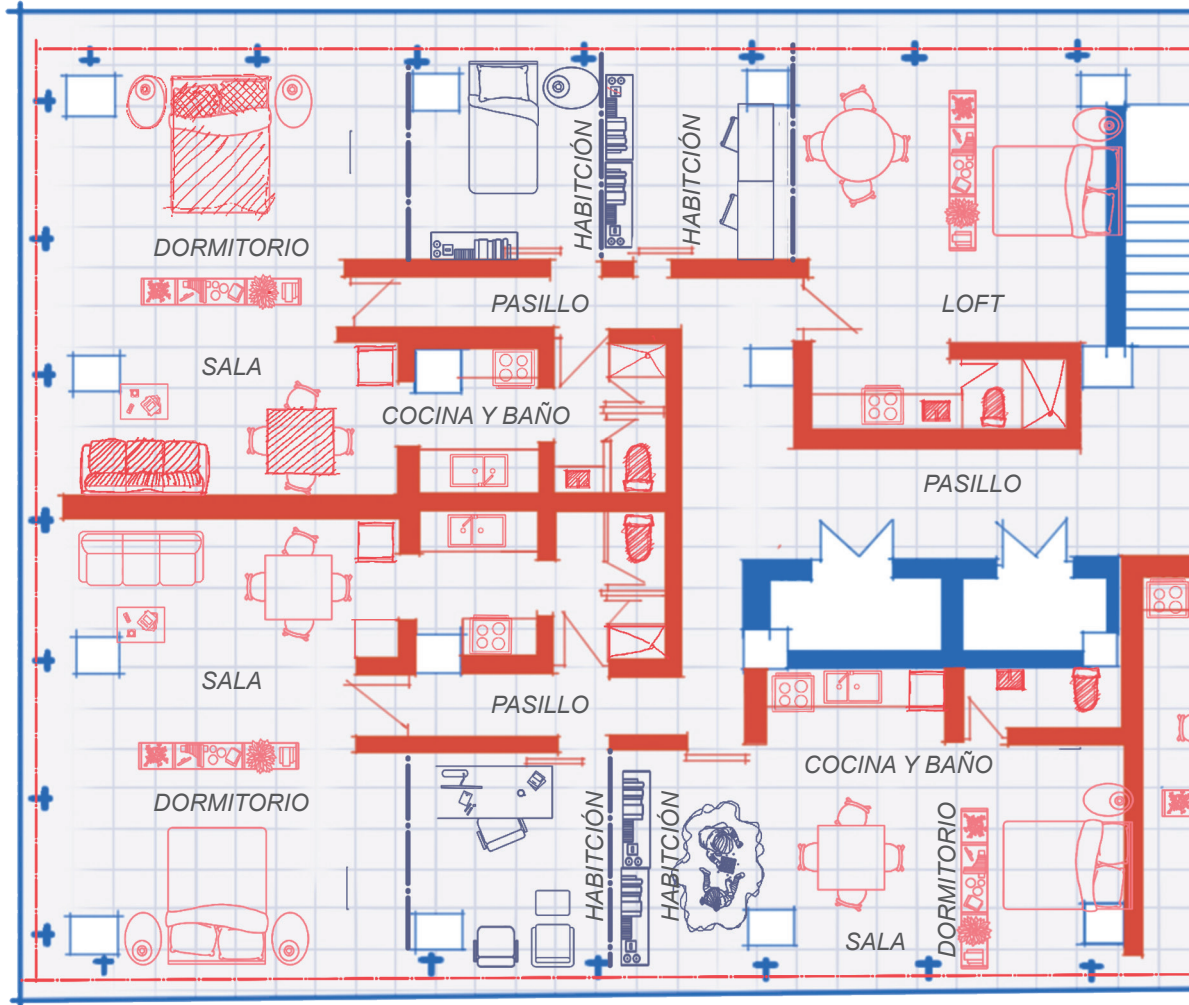 DORMITORIO
HABITCIÓN
HABITCIÓN
PASILLO
LOFT
SALA
COCINA Y BAÑO
PASILLO
SALA
PASILLO
COCINA Y BAÑO
DORMITORIO
HABITCIÓN
HABITCIÓN
DORMITORIO
SALA